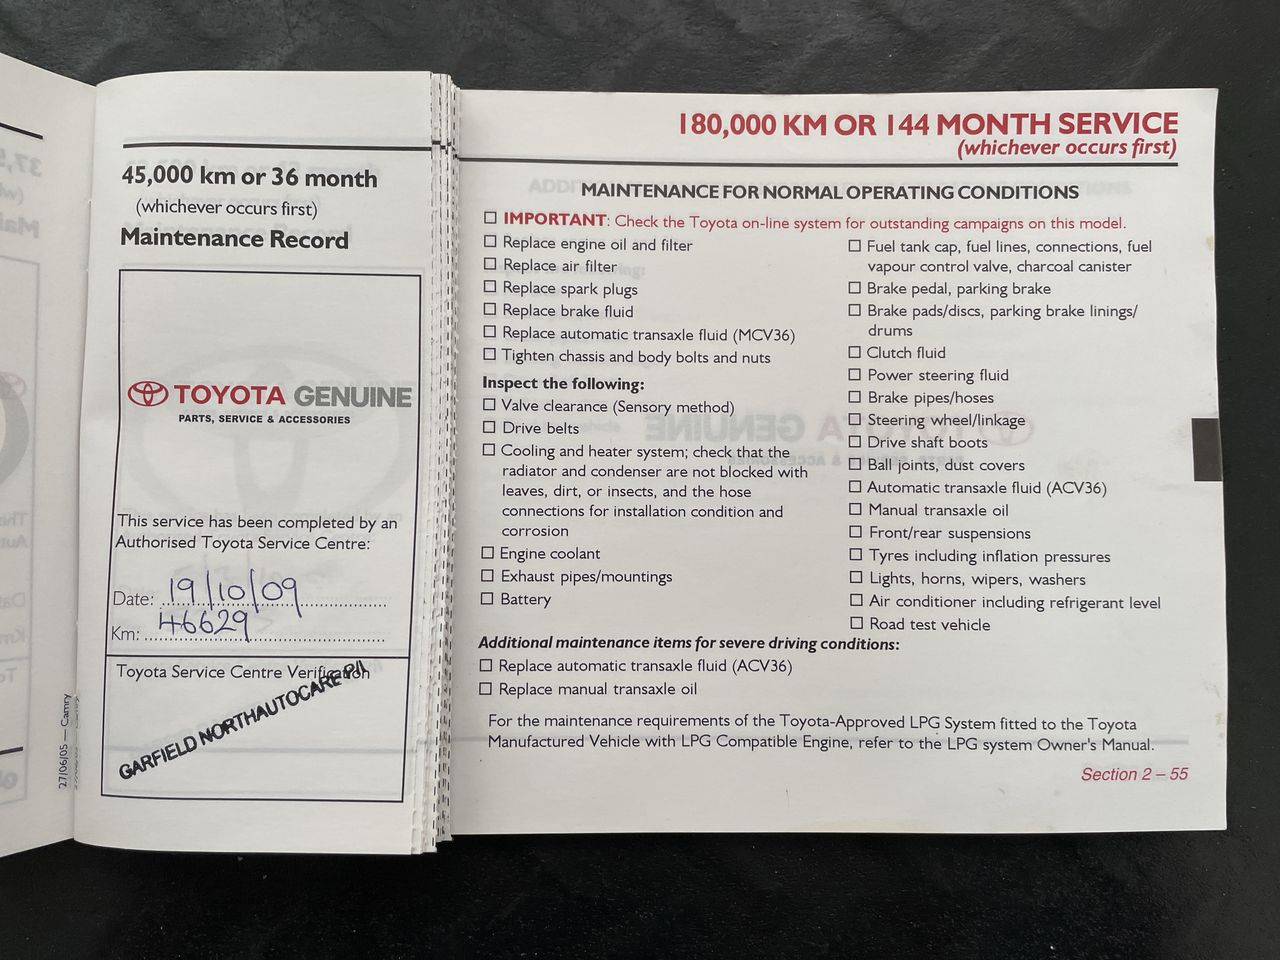 45,000 km or 36 month
(whichever occurs first)
Maintenance Record
TOYOTA GENUINE
PARTS, SERVICE & ACCESSORIES
This service has been completed by an
Authorised Toyota Service Centre:
Date: 19/10/09
Km: 46629
Toyota Service Centre Verification
GARFIELD NORTH AUTOCARE P/L
27/06/05 — Camry
180,000 KM OR 144 MONTH SERVICE
(whichever occurs first)
MAINTENANCE FOR NORMAL OPERATING CONDITIONS
IMPORTANT: Check the Toyota on-line system for outstanding campaigns on this model.
Replace engine oil and filter
Replace air filter
Replace spark plugs
Replace brake fluid
Replace automatic transaxle fluid (MCV36)
Tighten chassis and body bolts and nuts
Inspect the following:
Valve clearance (Sensory method)
Drive belts
Cooling and heater system; check that the
radiator and condenser are not blocked with
leaves, dirt, or insects, and the hose
connections for installation condition and
corrosion
Engine coolant
Exhaust pipes/mountings
Battery
Fuel tank cap, fuel lines, connections, fuel
vapour control valve, charcoal canister
Brake pedal, parking brake
Brake pads/discs, parking brake linings/
drums
Clutch fluid
Power steering fluid
Brake pipes/hoses
Steering wheel/linkage
Drive shaft boots
Ball joints, dust covers
Automatic transaxle fluid (ACV36)
Manual transaxle oil
Front/rear suspensions
Tyres including inflation pressures
Lights, horns, wipers, washers
Air conditioner including refrigerant level
Road test vehicle
Additional maintenance items for severe driving conditions:
Replace automatic transaxle fluid (ACV36)
Replace manual transaxle oil
For the maintenance requirements of the Toyota-Approved LPG System fitted to the Toyota
Manufactured Vehicle with LPG Compatible Engine, refer to the LPG system Owner's Manual.
Section 2 – 55